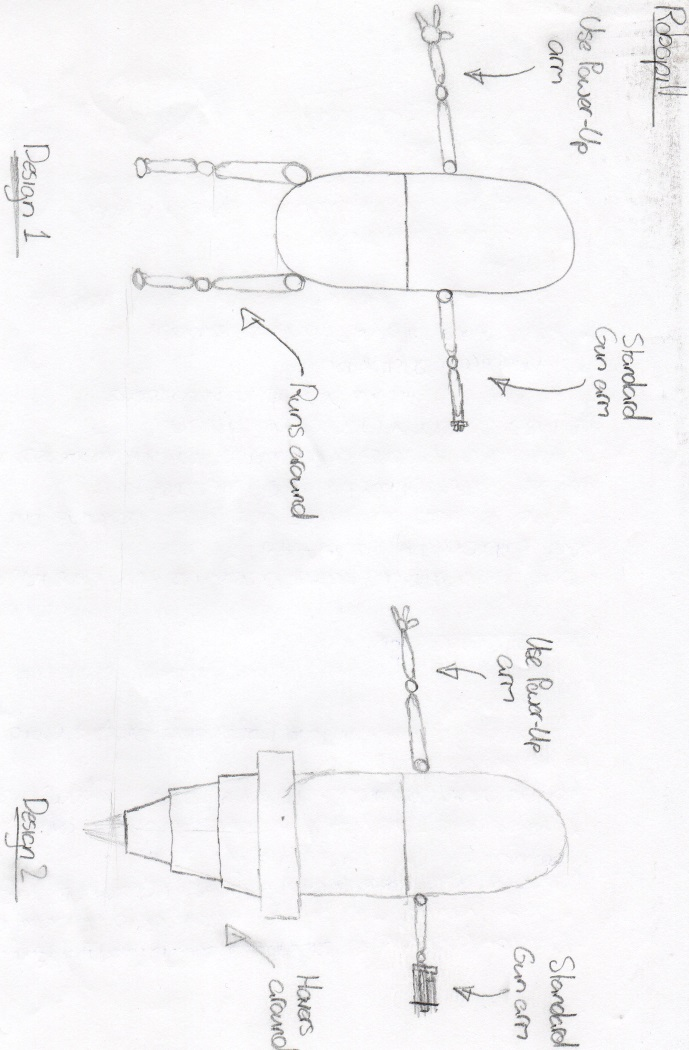 Robopill
Use Power-Up
arm
Standard
Gun arm
Runs around
Design 1
Use Power-Up
arm
Standard
Gun arm
Hovers
around
Design 2